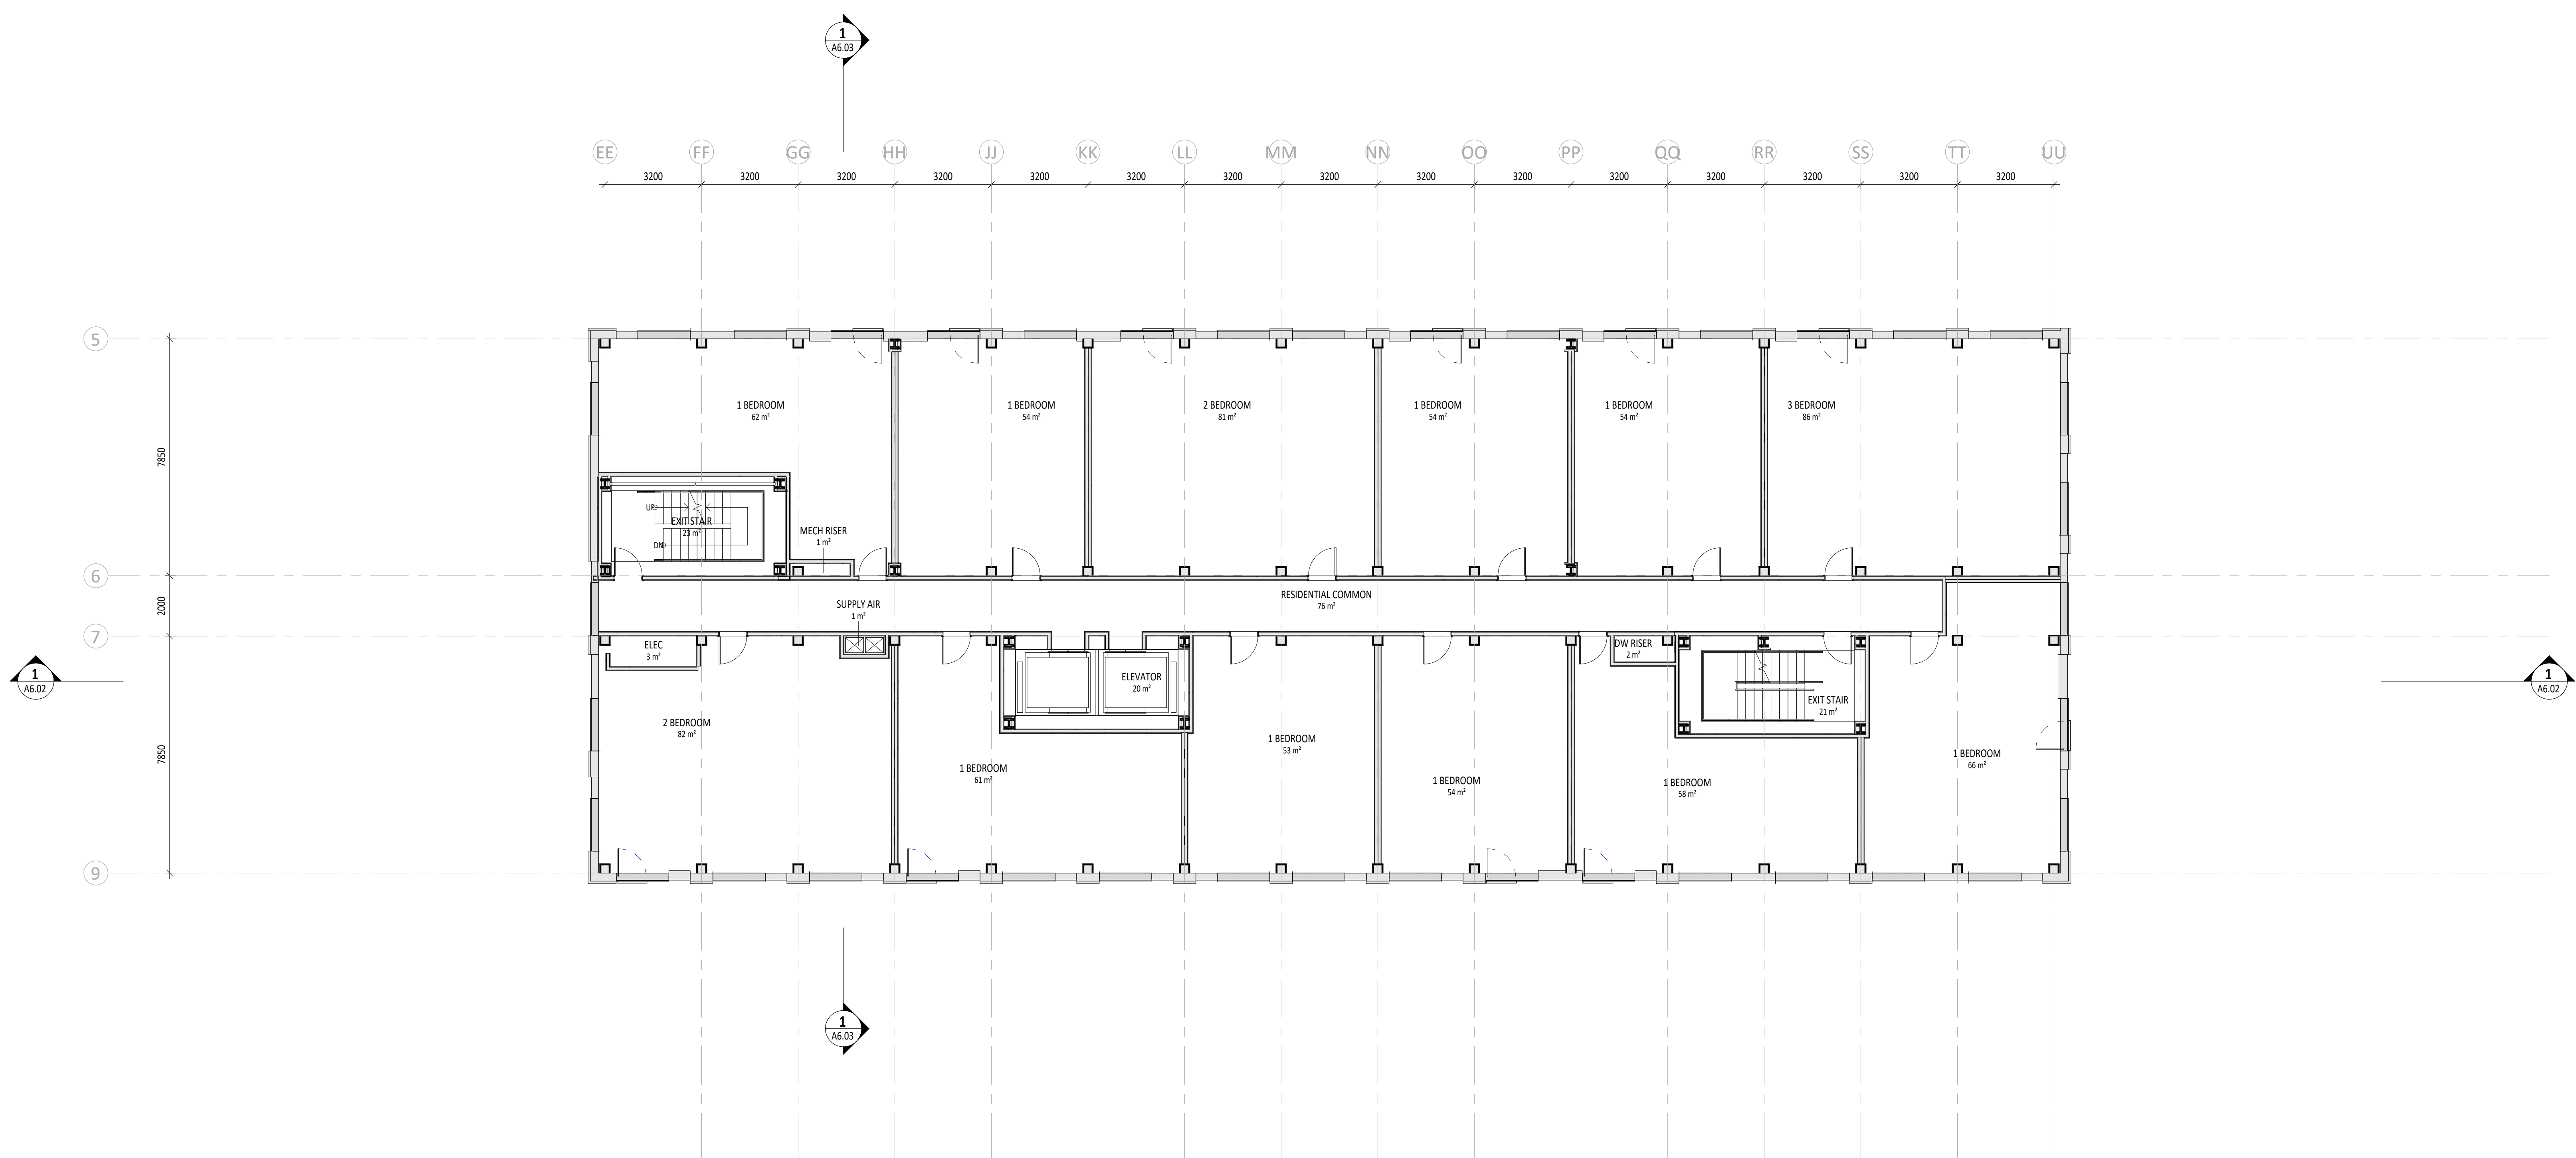 1
A6.03
EE FF GG HH JJ KK LL MM NN OO PP QQ RR SS TT UU
3200 3200 3200 3200 3200 3200 3200 3200 3200 3200 3200 3200 3200 3200 3200
5
7850
6
2000
7
7850
9
1 BEDROOM
62 m²
1 BEDROOM
54 m²
2 BEDROOM
81 m²
1 BEDROOM
54 m²
1 BEDROOM
54 m²
3 BEDROOM
86 m²
UP
EXIT STAIR
23 m²
DN
MECH RISER
1 m²
SUPPLY AIR
1 m²
RESIDENTIAL COMMON
76 m²
ELEC
3 m²
DW RISER
2 m²
ELEVATOR
20 m²
EXIT STAIR
21 m²
2 BEDROOM
82 m²
1 BEDROOM
61 m²
1 BEDROOM
53 m²
1 BEDROOM
54 m²
1 BEDROOM
58 m²
1 BEDROOM
66 m²
1
A6.02
1
A6.02
1
A6.03